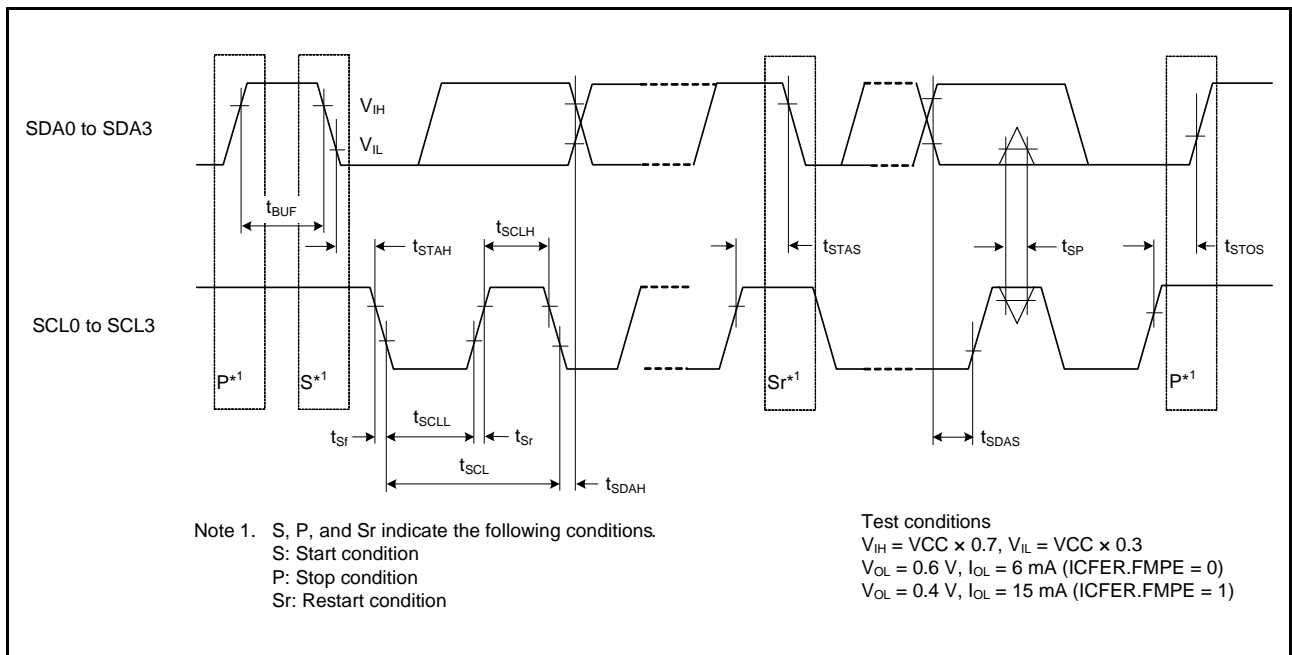 SDA0 to SDA3
VIH
VIL
tBUF
tSTAH
tSCLH
tSTAS
tSP
tSTOS
SCL0 to SCL3
P*1
S*1
Sr*1
P*1
tSf
tSCLL
tSr
tSCL
tSDAH
tSDAS
Note 1. S, P, and Sr indicate the following conditions.
S: Start condition
P: Stop condition
Sr: Restart condition
Test conditions
VIH = VCC × 0.7, VIL = VCC × 0.3
VOL = 0.6 V, IOL = 6 mA (ICFER.FMPE = 0)
VOL = 0.4 V, IOL = 15 mA (ICFER.FMPE = 1)